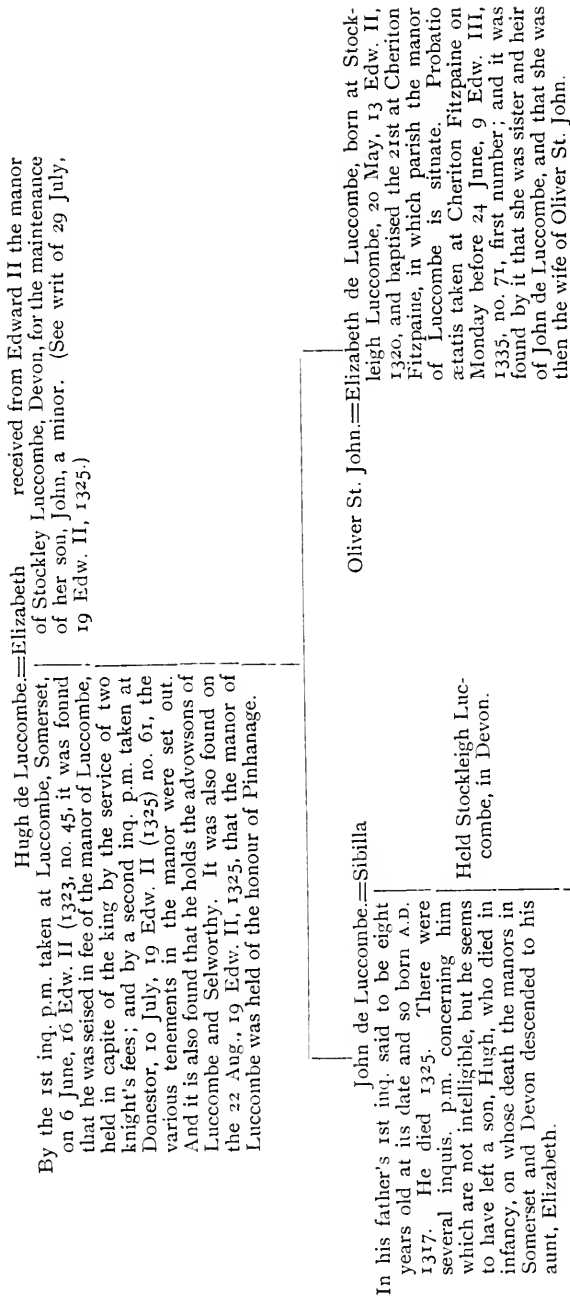 Hugh de Luccombe.═Elizabeth received from Edward II the manor
of Stockley Luccombe, Devon, for the maintenance
of her son, John, a minor. (See writ of 29 July,
19 Edw. II, 1325.)
By the 1st inq. p.m. taken at Luccombe, Somerset,
on 6 June, 16 Edw. II (1323, no. 45, it was found
that he was seised in fee of the manor of Luccombe,
held in capite of the king by the service of two
knight's fees; and by a second inq. p.m. taken at
Donestor, 10 July, 19 Edw. II (1325) no. 61, the
various tenements in the manor were set out.
And it is also found that he holds the advowsons of
Luccombe and Selworthy. It was also found on
the 22 Aug., 19 Edw. II, 1325, that the manor of
Luccombe was held of the honour of Pinhanage.
John de Luccombe.═Sibilla
In his father's 1st inq. said to be eight
years old at its date and so born A.D.
1317. He died 1325. There were
several inquis. p.m. concerning him
which are not intelligible, but he seems
to have left a son, Hugh, who died in
infancy, on whose death the manors in
Somerset and Devon descended to his
aunt, Elizabeth.
Held Stockleigh Luc-
combe, in Devon.
Oliver St. John.═Elizabeth de Luccombe, born at Stock-
leigh Luccombe, 20 May, 13 Edw. II,
1320, and baptised the 21st at Cheriton
Fitzpaine, in which parish the manor
of Luccombe is situate. Probatio
ætatis taken at Cheriton Fitzpaine on
Monday before 24 June, 9 Edw. III,
1335, no. 71, first number; and it was
found by it that she was sister and heir
of John de Luccombe, and that she was
then the wife of Oliver St. John.